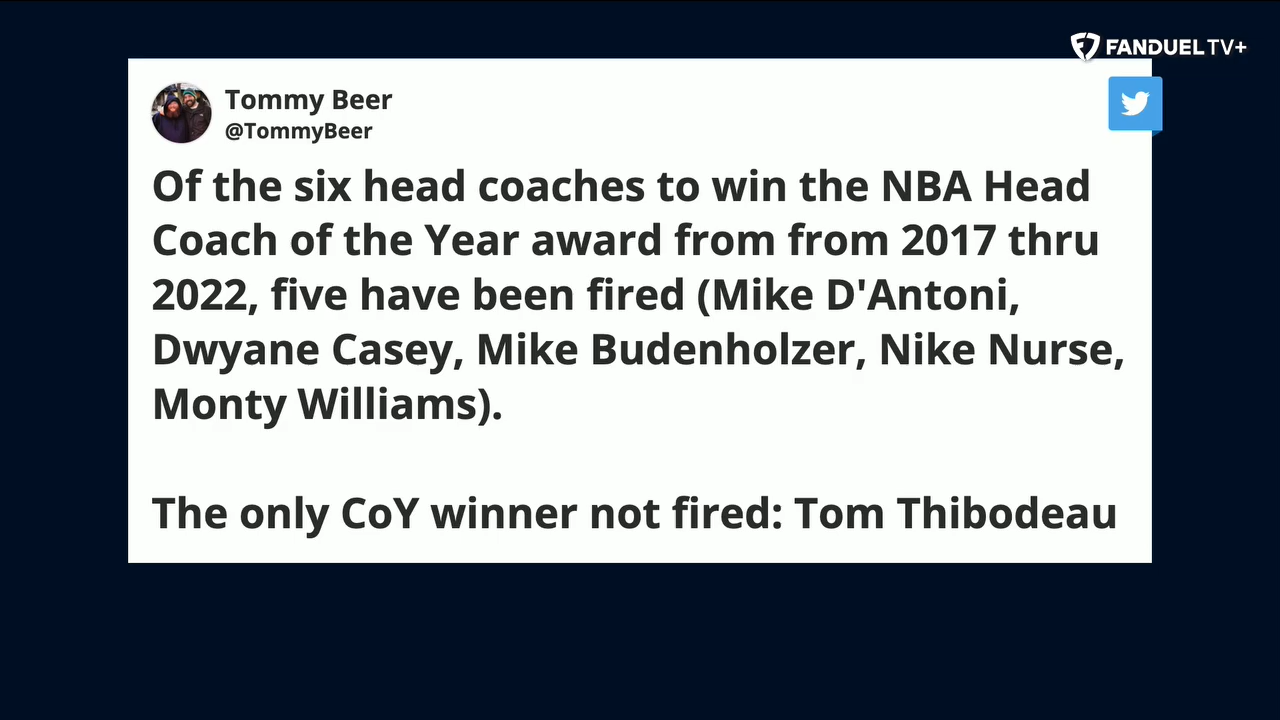 FANDUEL TV+
Tommy Beer
@TommyBeer
Of the six head coaches to win the NBA Head
Coach of the Year award from from 2017 thru
2022, five have been fired (Mike D'Antoni,
Dwyane Casey, Mike Budenholzer, Nike Nurse,
Monty Williams).
The only CoY winner not fired: Tom Thibodeau